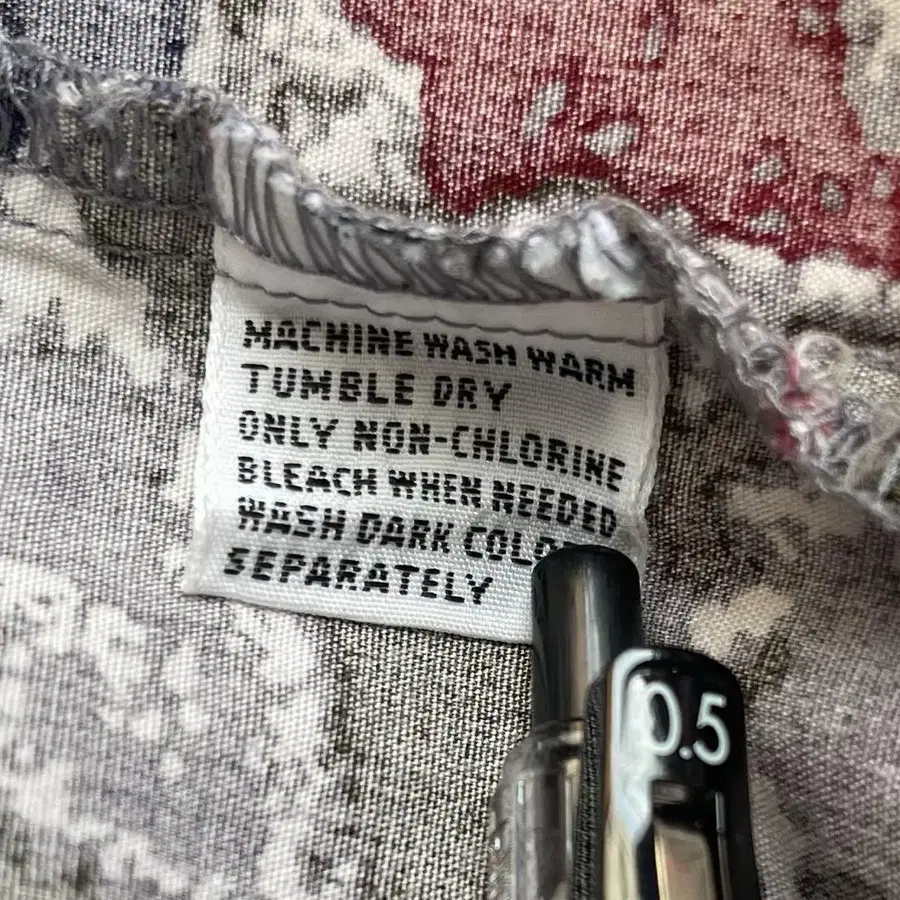 MACHINE WASH WARM
TUMBLE DRY
ONLY NON-CHLORINE
BLEACH WHEN NEEDED
WASH DARK
SEPARATELY
0.5